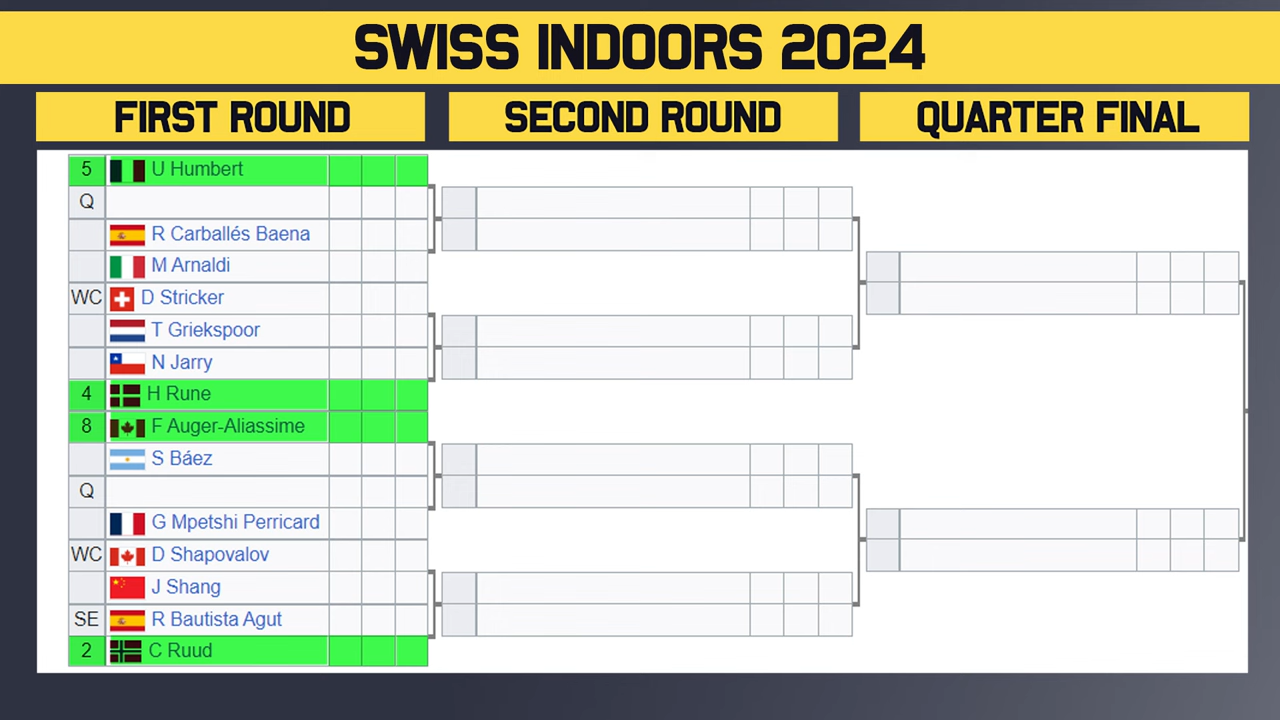 SWISS INDOORS 2024
FIRST ROUND
SECOND ROUND
QUARTER FINAL
5 U Humbert
Q
R Carballés Baena
M Arnaldi
WC D Stricker
T Griekspoor
N Jarry
4 H Rune
8 F Auger-Aliassime
S Báez
Q
G Mpetshi Perricard
WC D Shapovalov
J Shang
SE R Bautista Agut
2 C Ruud